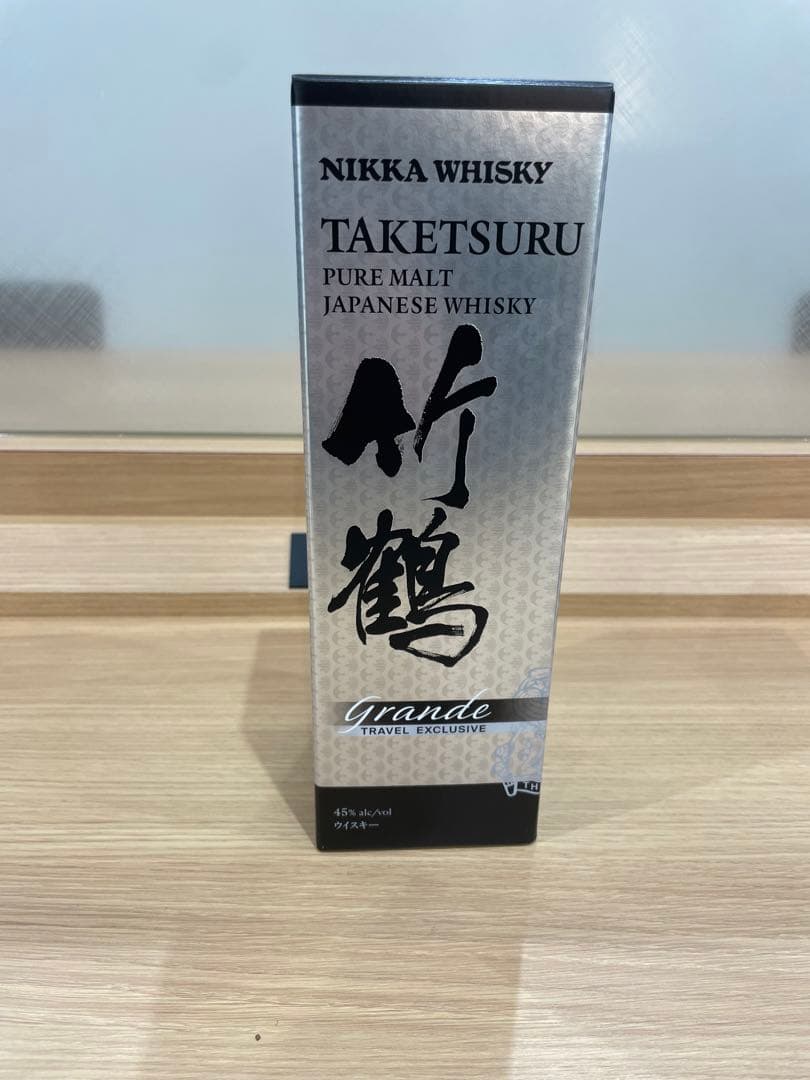 NIKKA WHISKY
TAKETSURU
PURE MALT
JAPANESE WHISKY
竹
鶴
Grande
TRAVEL EXCLUSIVE
TH
45% alc/vol
ウイスキー